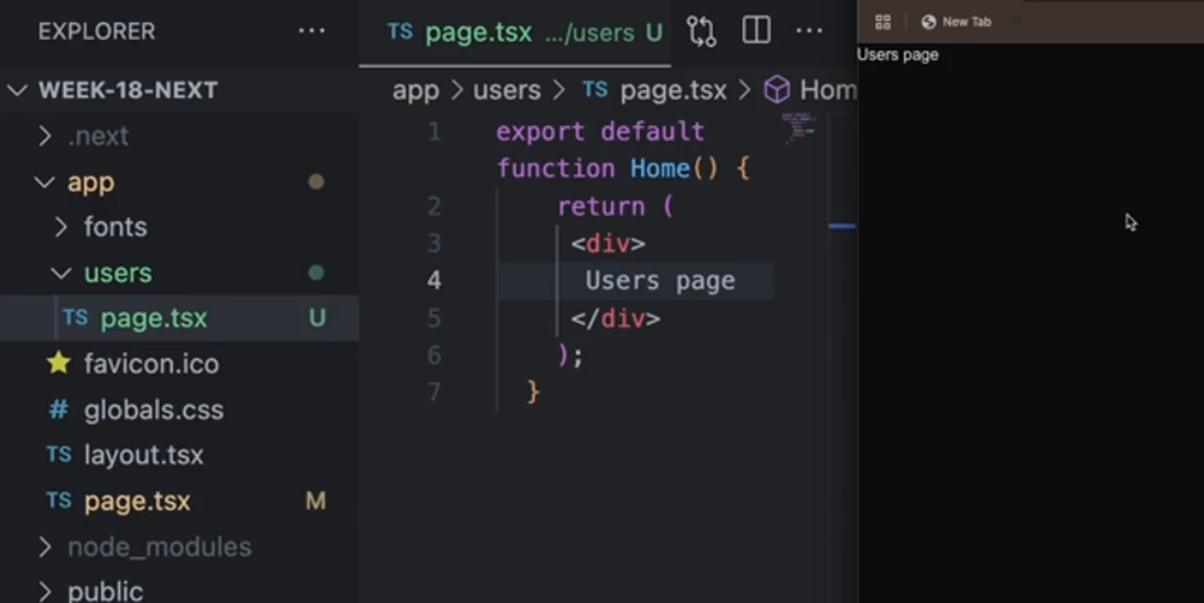 EXPLORER ...
WEEK-18-NEXT
.next
app
fonts
users
TS page.tsx U
favicon.ico
# globals.css
TS layout.tsx
TS page.tsx M
node_modules
public
TS page.tsx .../users U ...
app > users > TS page.tsx > Hom
1 export default
function Home() {
2 return (
3 <div>
4 Users page
5 </div>
6 );
7 }
New Tab
Users page